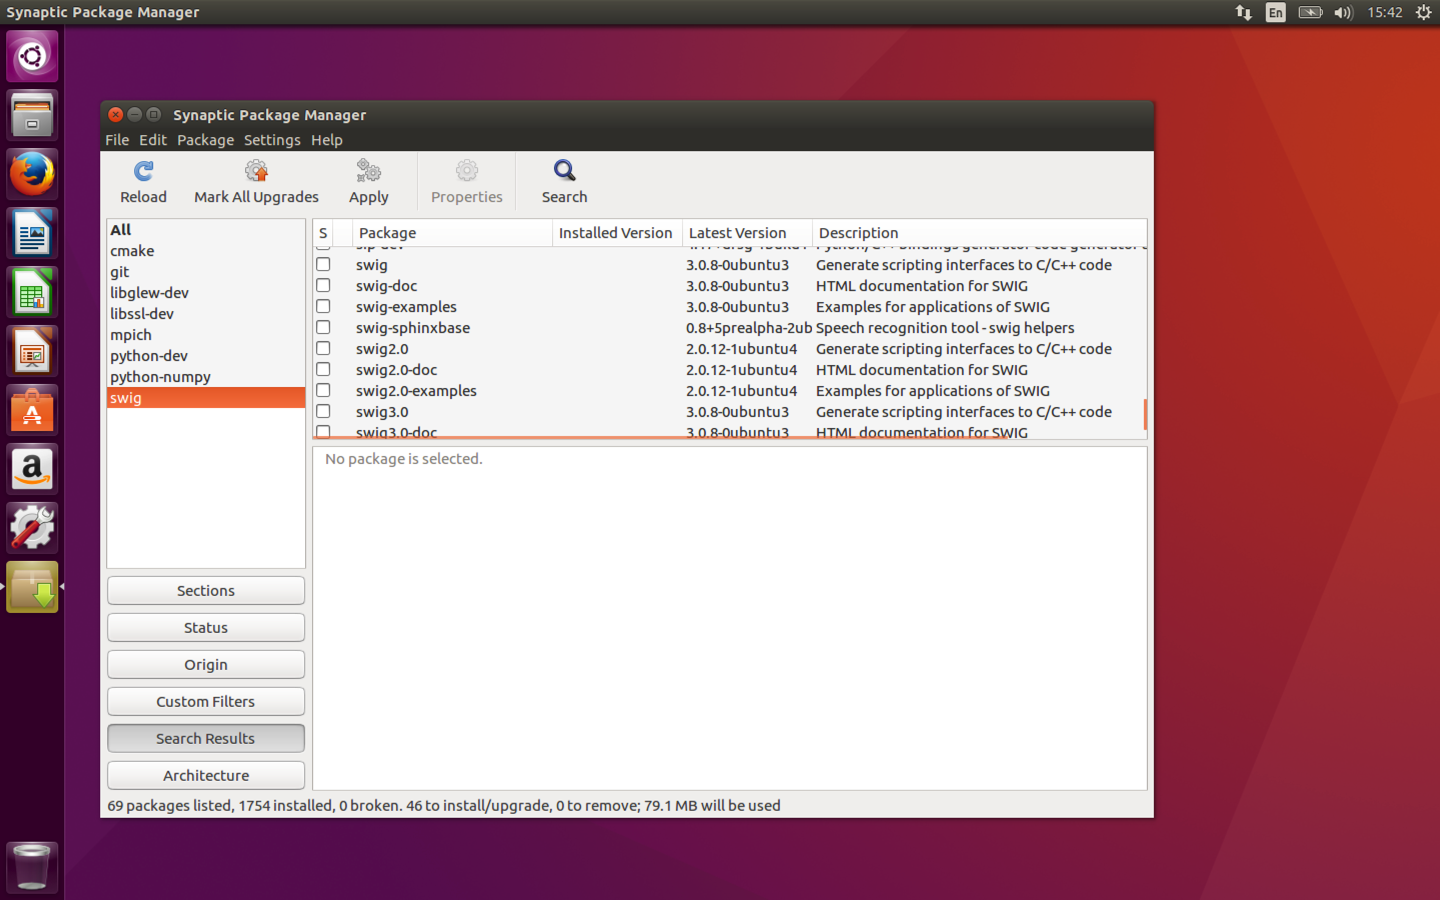 Synaptic Package Manager
En
15:42
Synaptic Package Manager
File Edit Package Settings Help
Reload
Mark All Upgrades
Apply
Properties
Search
All
cmake
git
libglew-dev
libssl-dev
mpich
python-dev
python-numpy
swig
S Package Installed Version Latest Version Description
swig 3.0.8-0ubuntu3 Generate scripting interfaces to C/C++ code
swig-doc 3.0.8-0ubuntu3 HTML documentation for SWIG
swig-examples 3.0.8-0ubuntu3 Examples for applications of SWIG
swig-sphinxbase 0.8+5prealpha-2ub Speech recognition tool - swig helpers
swig2.0 2.0.12-1ubuntu4 Generate scripting interfaces to C/C++ code
swig2.0-doc 2.0.12-1ubuntu4 HTML documentation for SWIG
swig2.0-examples 2.0.12-1ubuntu4 Examples for applications of SWIG
swig3.0 3.0.8-0ubuntu3 Generate scripting interfaces to C/C++ code
swig3.0-doc 3.0.8-0ubuntu3 HTML documentation for SWIG
No package is selected.
Sections
Status
Origin
Custom Filters
Search Results
Architecture
69 packages listed, 1754 installed, 0 broken. 46 to install/upgrade, 0 to remove; 79.1 MB will be used